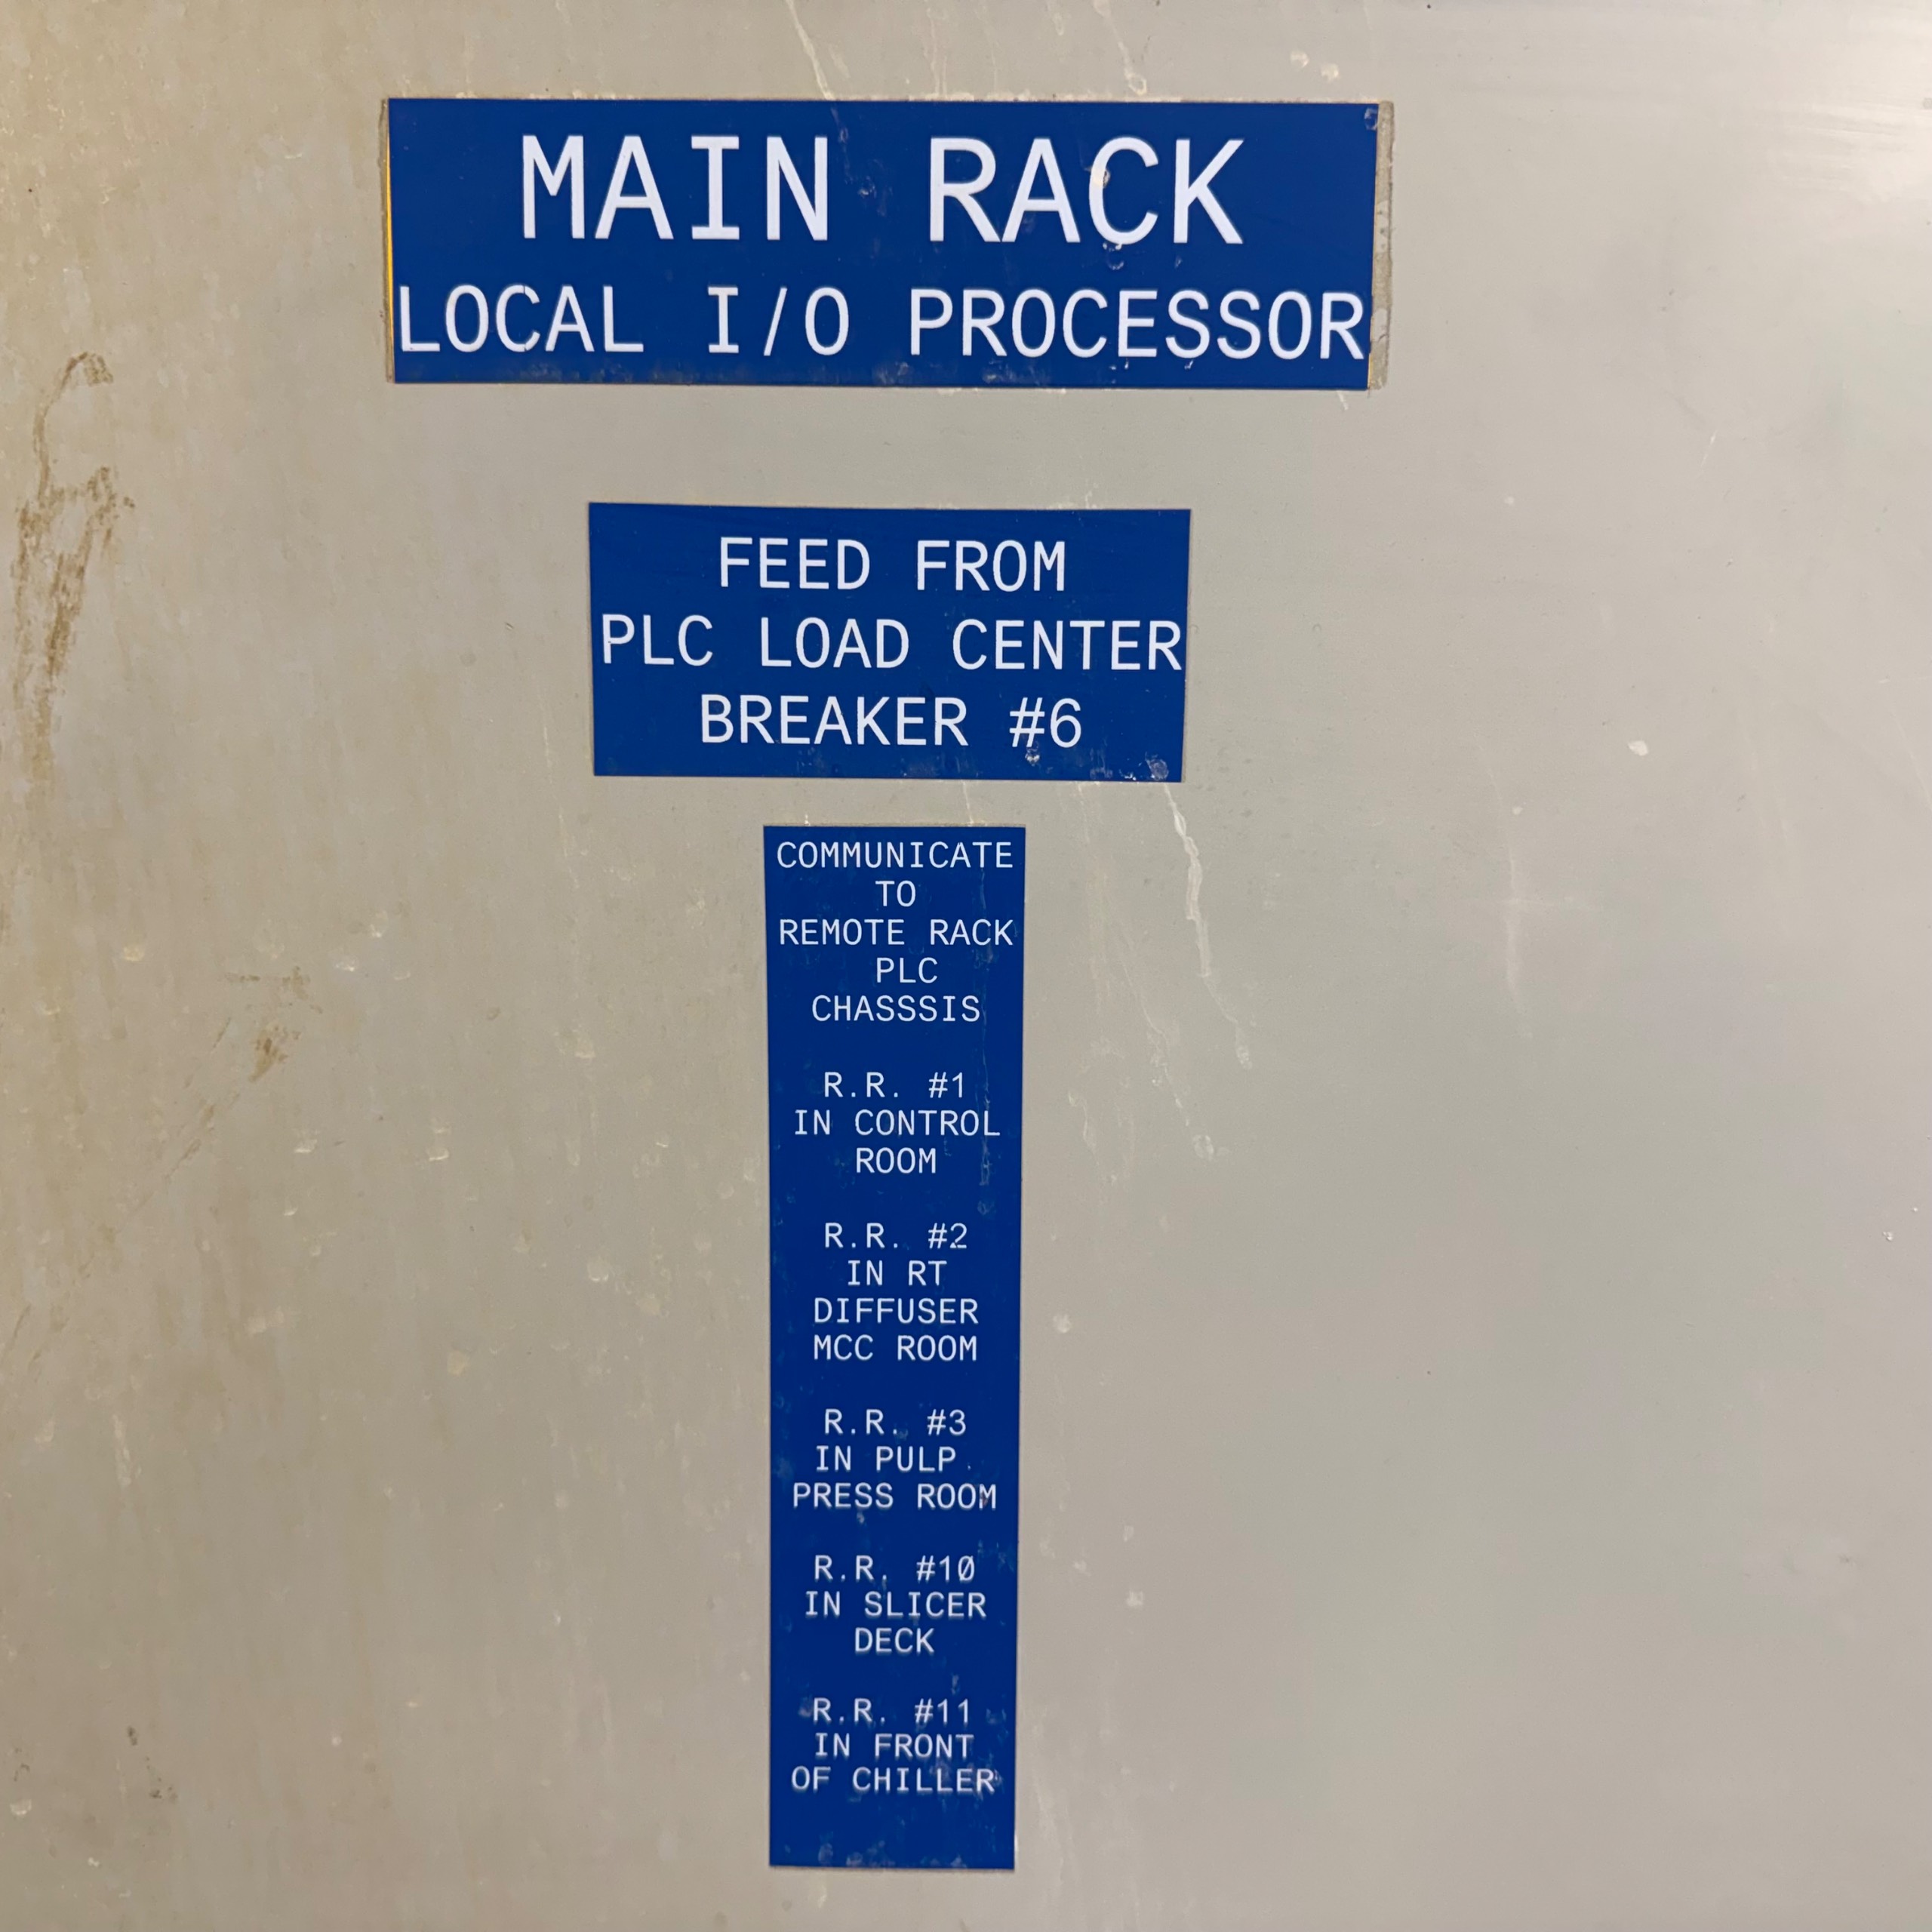 MAIN RACK
LOCAL I/O PROCESSOR
FEED FROM
PLC LOAD CENTER
BREAKER #6
COMMUNICATE
TO
REMOTE RACK
PLC
CHASSSIS
R.R. #1
IN CONTROL
ROOM
R.R. #2
IN RT
DIFFUSER
MCC ROOM
R.R. #3
IN PULP
PRESS ROOM
R.R. #10
IN SLICER
DECK
R.R. #11
IN FRONT
OF CHILLER